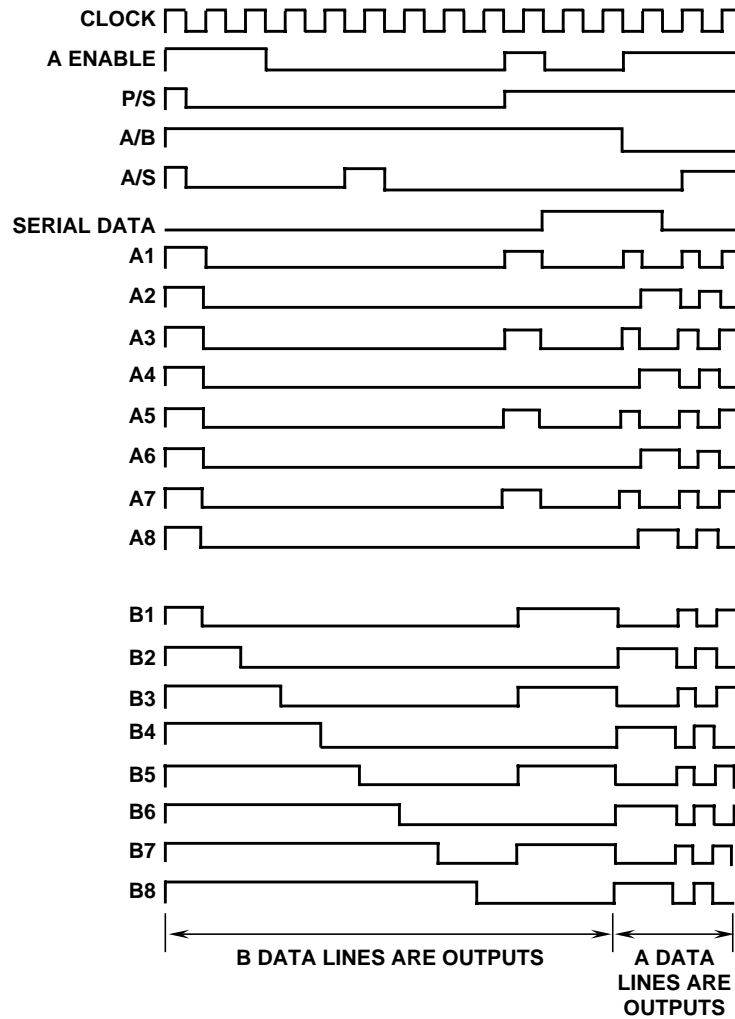 CLOCK
A ENABLE
P/S
A/B
A/S
SERIAL DATA
A1
A2
A3
A4
A5
A6
A7
A8
B1
B2
B3
B4
B5
B6
B7
B8
B DATA LINES ARE OUTPUTS
A DATA
LINES ARE
OUTPUTS